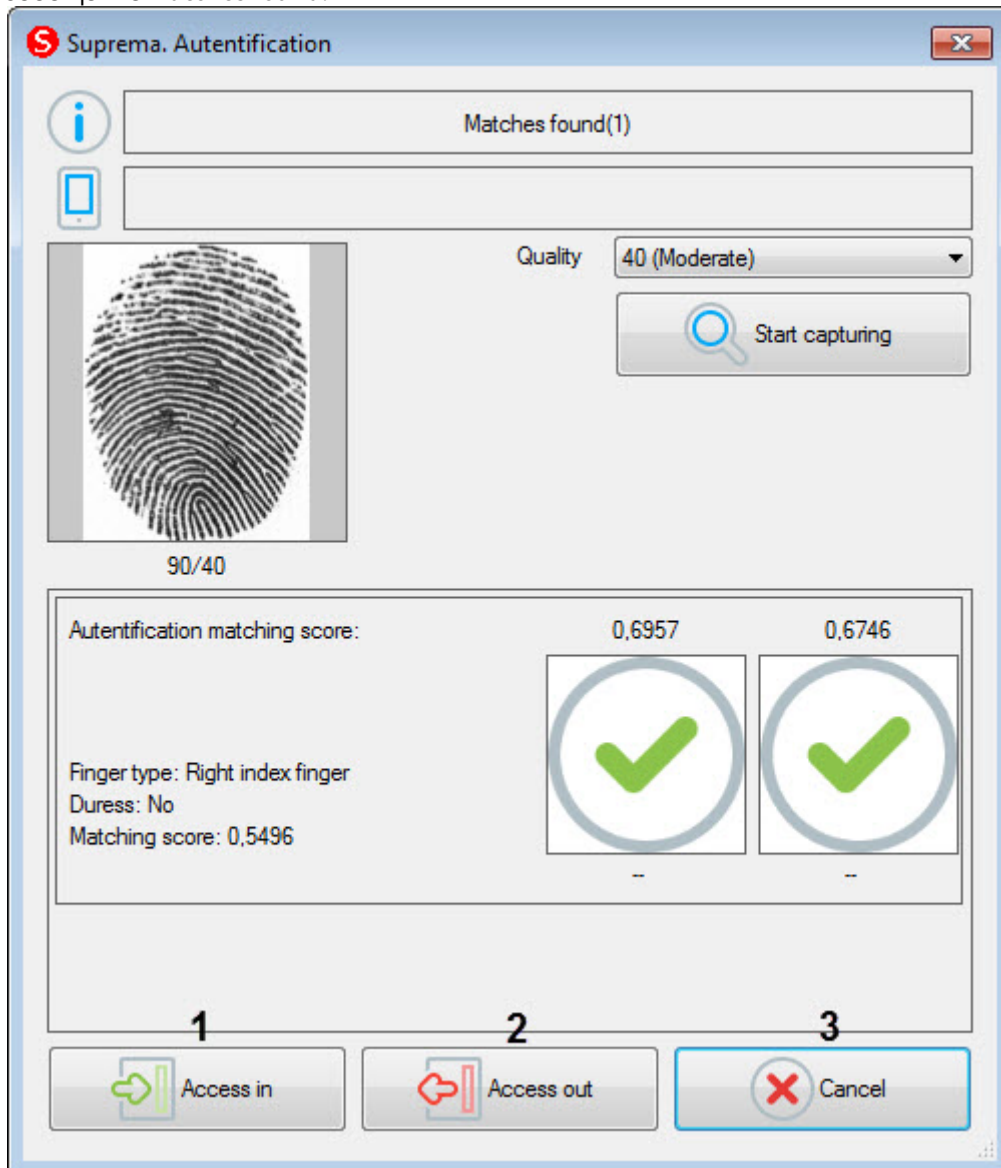 Suprema. Autentification
Matches found(1)
Quality 40 (Moderate)
Start capturing
90/40
Autentification matching score: 0,6957 0,6746
Finger type: Right index finger
Duress: No
Matching score: 0,5496
-- --
1 2 3
Access in Access out Cancel